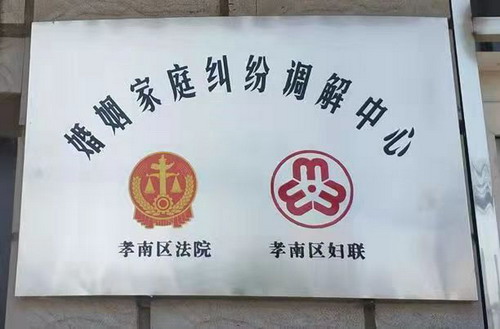 婚姻家庭纠纷调解中心
孝南区法院
孝南区妇联